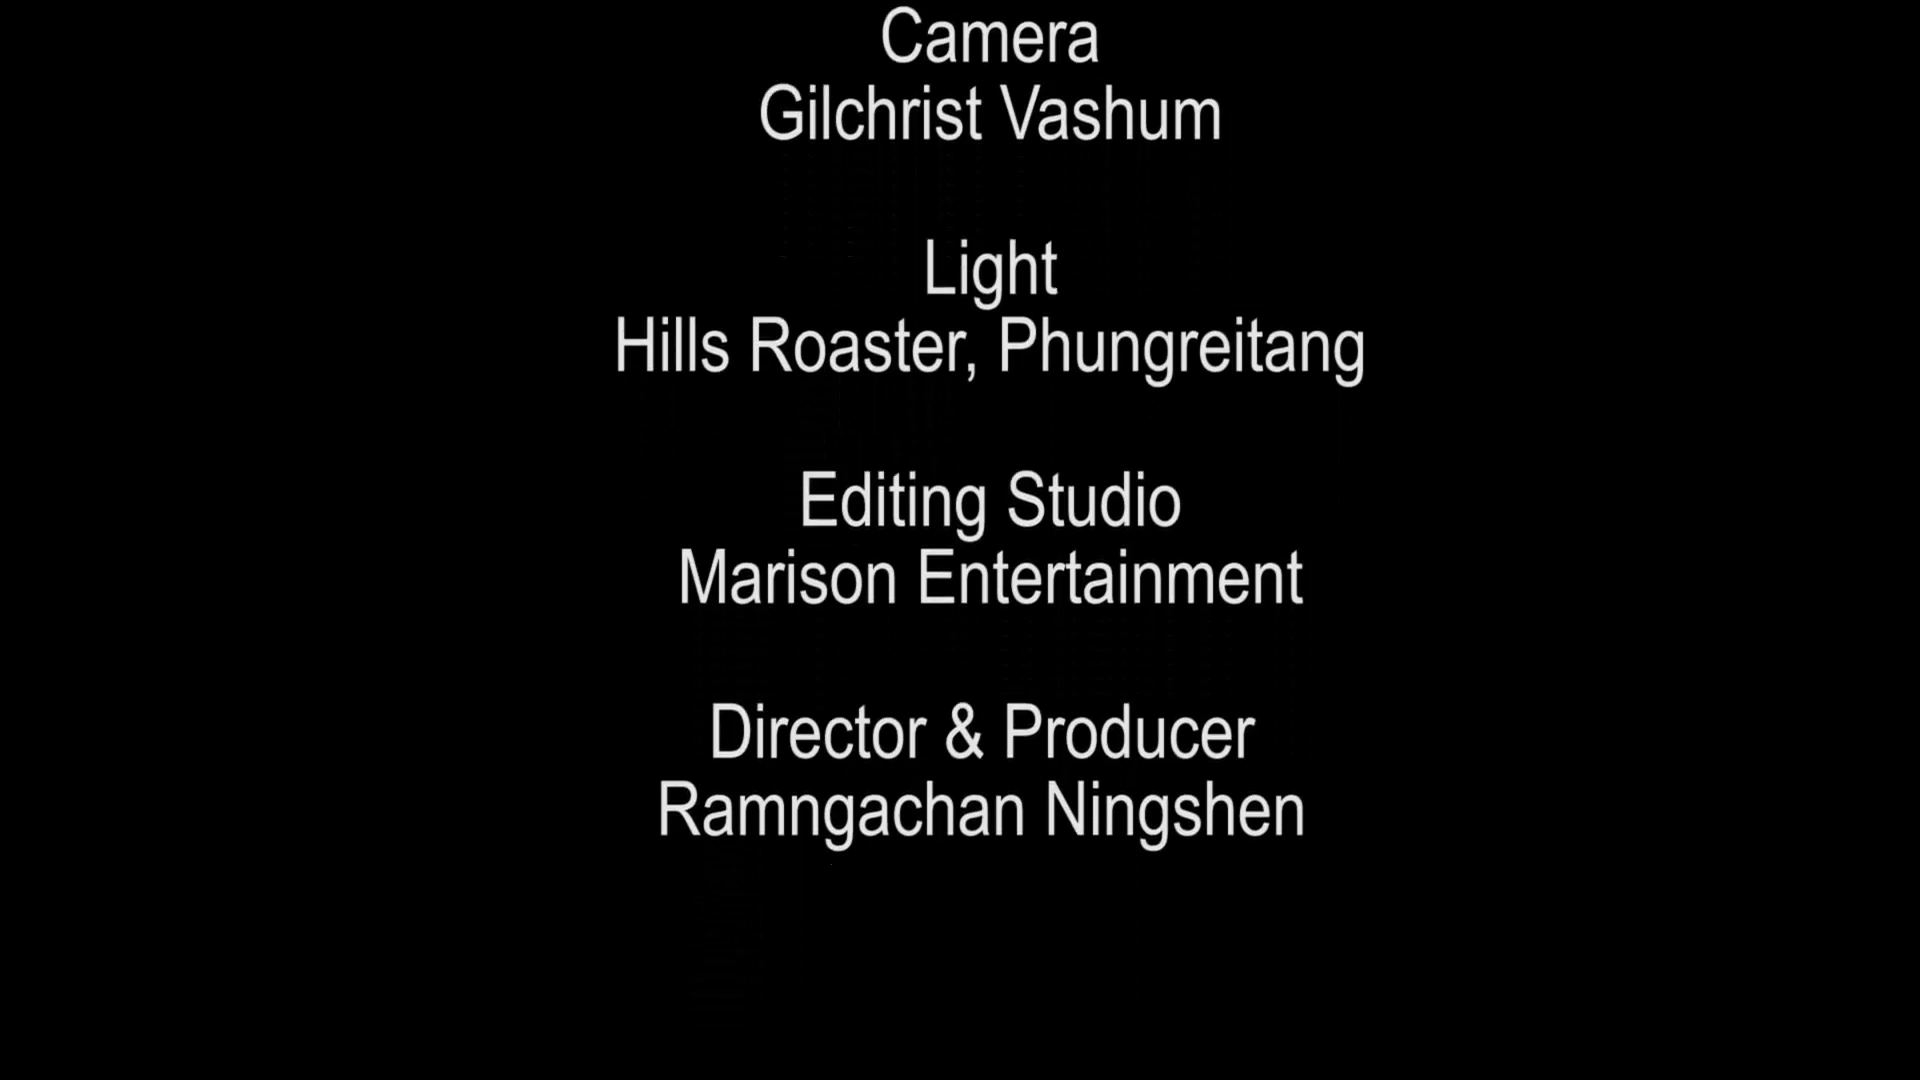 Camera
Gilchrist Vashum
Light
Hills Roaster, Phungreitang
Editing Studio
Marison Entertainment
Director & Producer
Ramngachan Ningshen